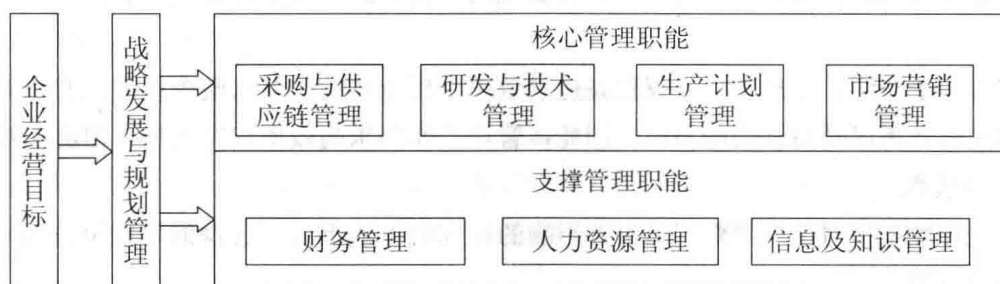 企业经营目标
战略发展与规划管理
核心管理职能
采购与供
应链管理
研发与技术
管理
生产计划
管理
市场营销
管理
支撑管理职能
财务管理
人力资源管理
信息及知识管理